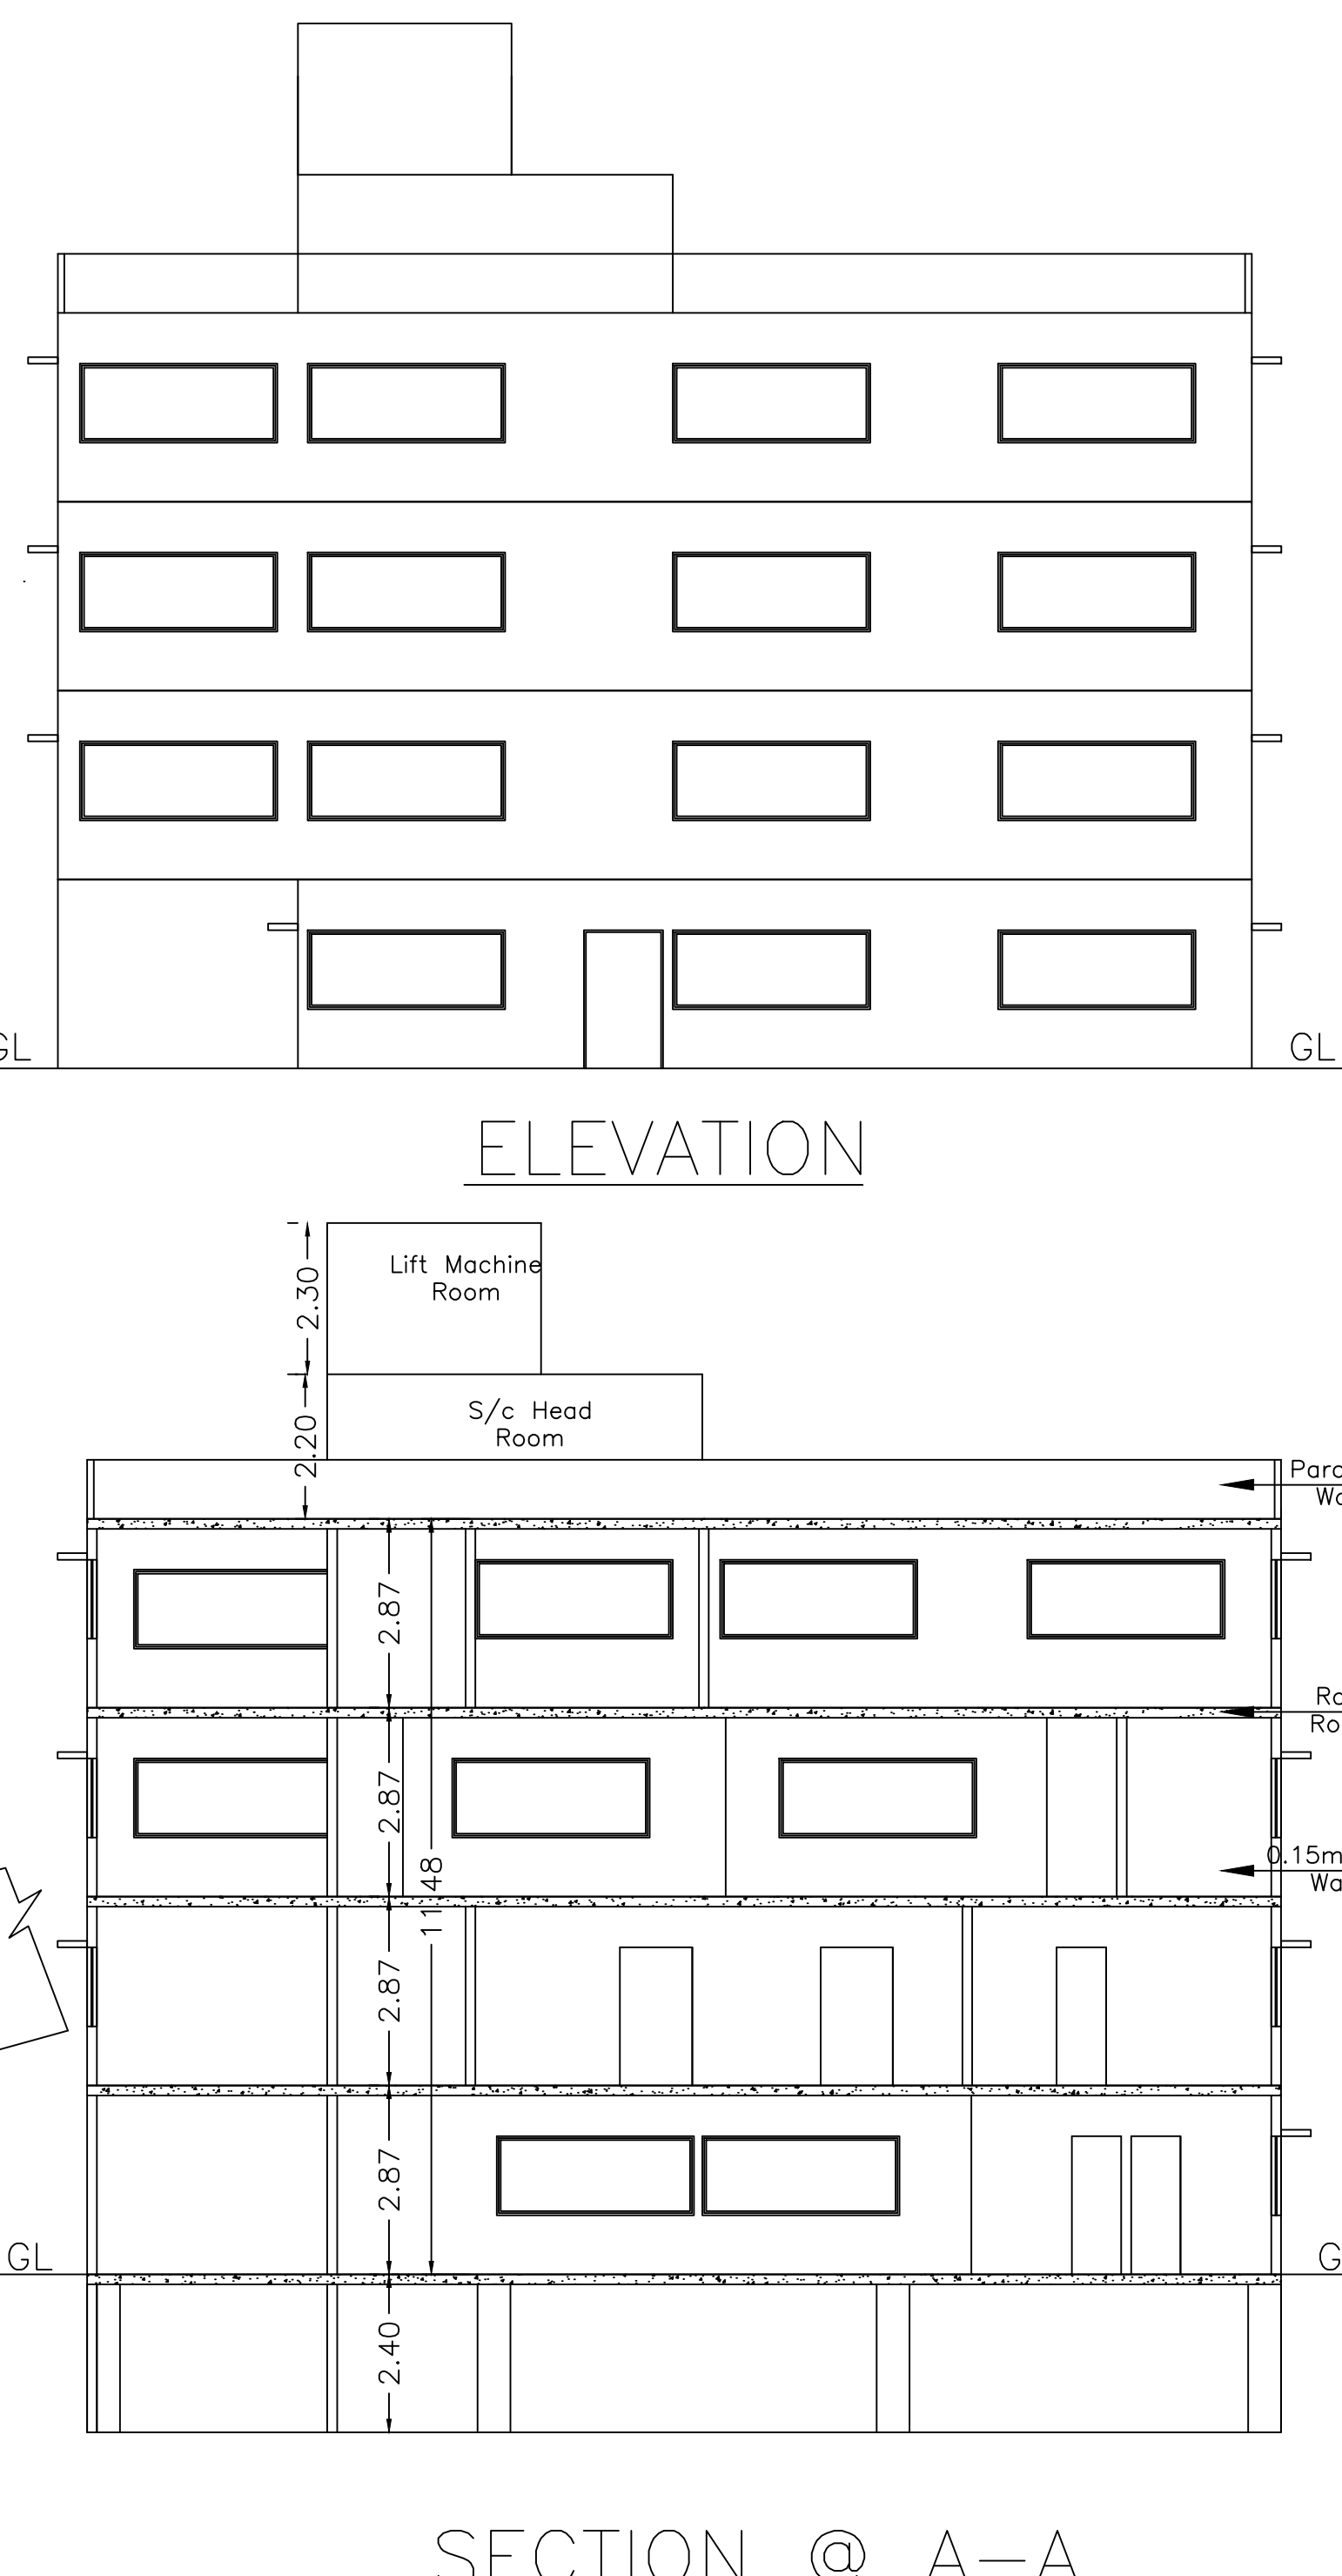 GL
GL
ELEVATION
2.30
Lift Machine
Room
2.20
S/c Head
Room
2.87
2.87
11.48
0.15m
2.87
2.87
GL
2.40
SECTION @ A-A